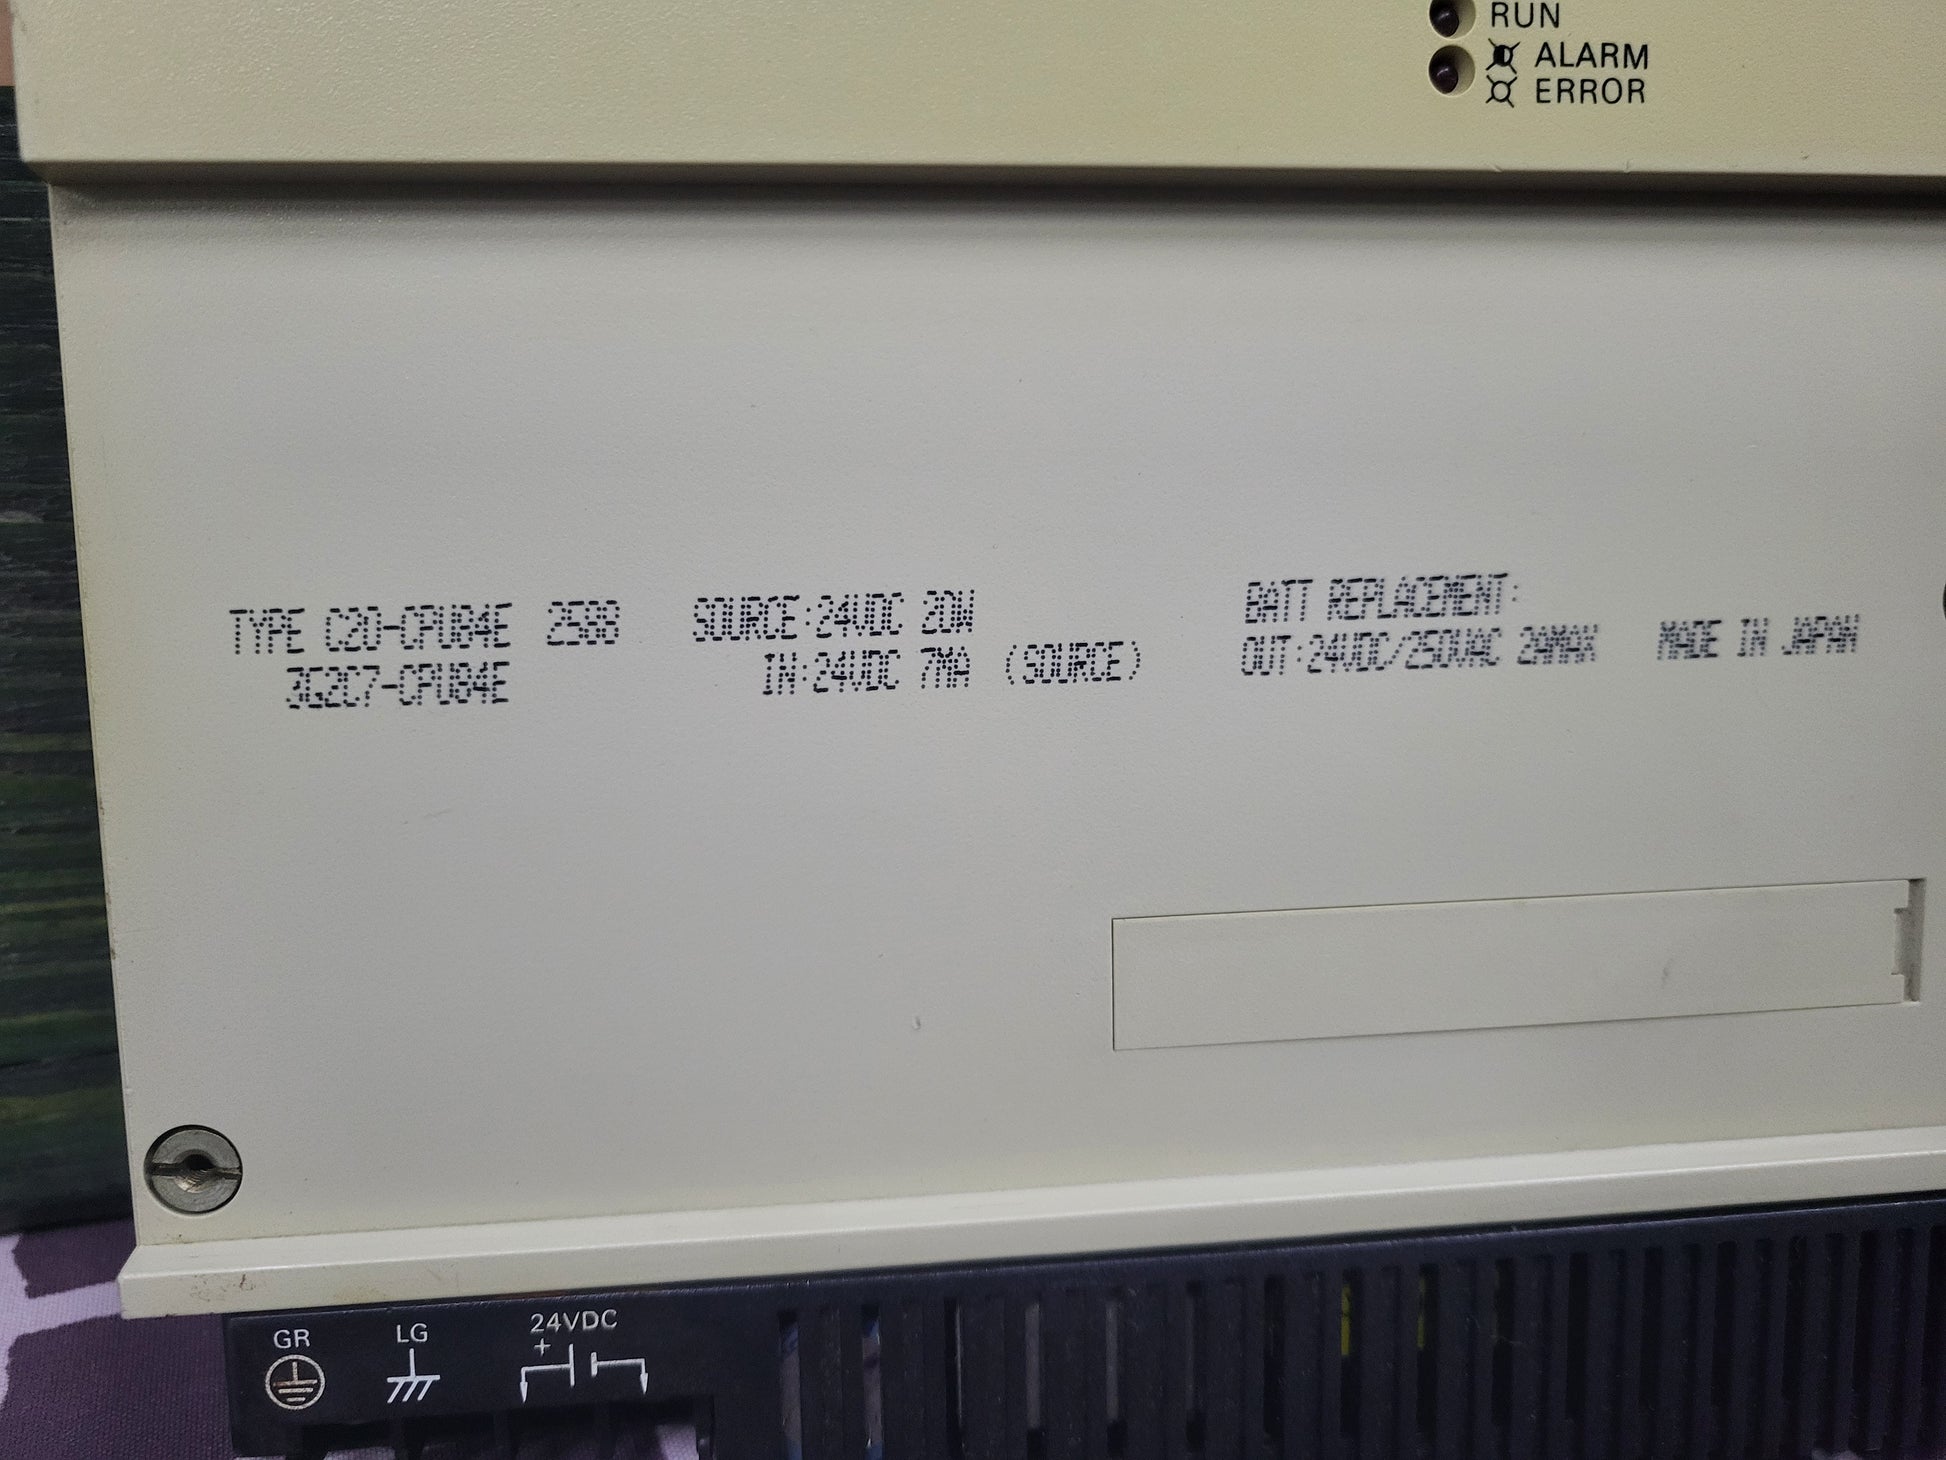 RUN
ALARM
ERROR
TYPE C20-CPU84E 2588 SOURCE:24VDC 20W BATT REPLACEMENT:
3G2C7-CPU84E IN:24VDC 7MA (SOURCE) OUT:24VDC/250VAC 2AMAX MADE IN JAPAN
GR LG 24VDC
+